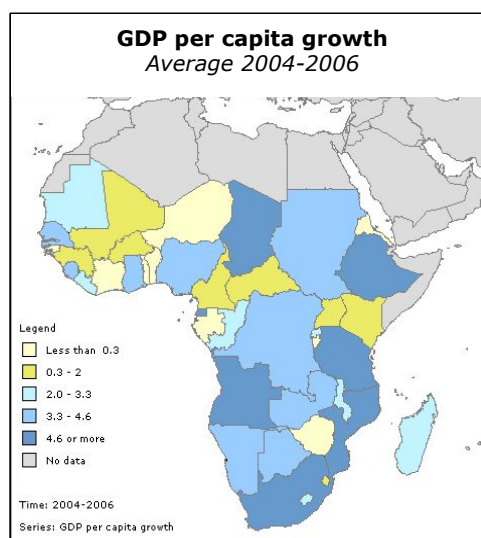 GDP per capita growth
Average 2004-2006
Legend
Less than 0.3
0.3 - 2
2.0 - 3.3
3.3 - 4.6
4.6 or more
No data
Time: 2004-2006
Series: GDP per capita growth